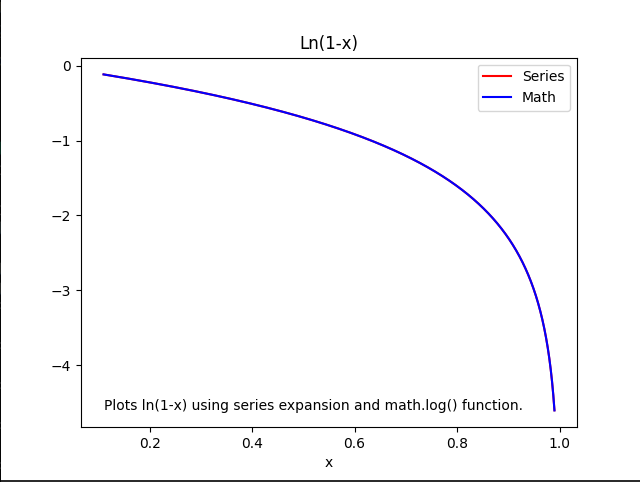 Ln(1-x)
Series
Math
0
−1
−2
−3
−4
Plots ln(1-x) using series expansion and math.log() function.
0.2 0.4 0.6 0.8 1.0
x